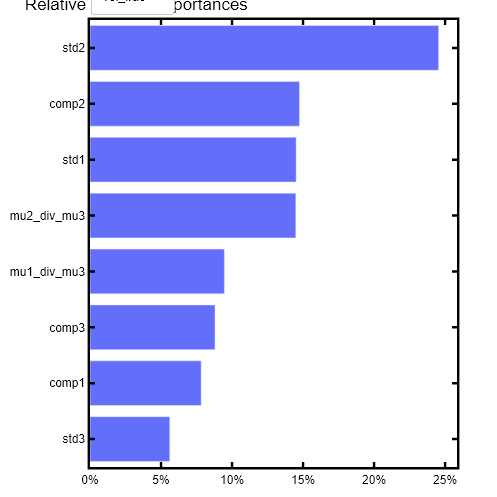 Relative portances
std2
comp2
std1
mu2_div_mu3
mu1_div_mu3
comp3
comp1
std3
0% 5% 10% 15% 20% 25%